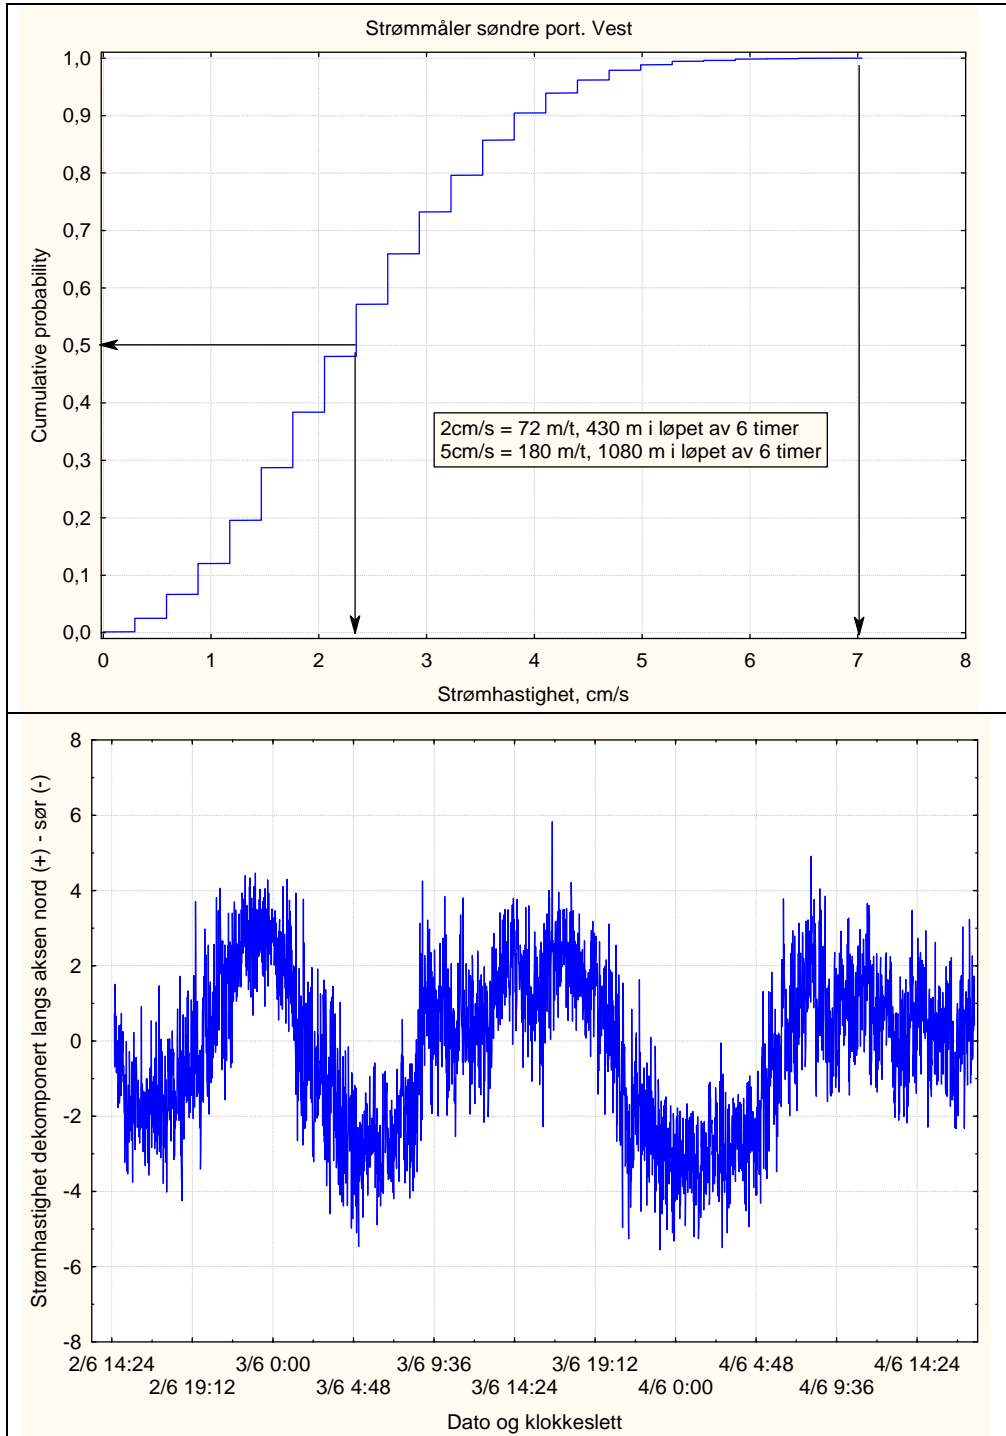 Strømmåler søndre port. Vest
1,0
0,9
0,8
0,7
0,6
0,5
0,4
0,3
0,2
0,1
0,0
Cumulative probability
2cm/s = 72 m/t, 430 m i løpet av 6 timer
5cm/s = 180 m/t, 1080 m i løpet av 6 timer
0 1 2 3 4 5 6 7 8
Strømhastighet, cm/s
8
6
4
2
0
-2
-4
-6
-8
Strømhastighet dekomponert langs aksen nord (+) - sør (-)
2/6 14:24 3/6 0:00 3/6 9:36 3/6 19:12 4/6 4:48 4/6 14:24
2/6 19:12 3/6 4:48 3/6 14:24 4/6 0:00 4/6 9:36
Dato og klokkeslett